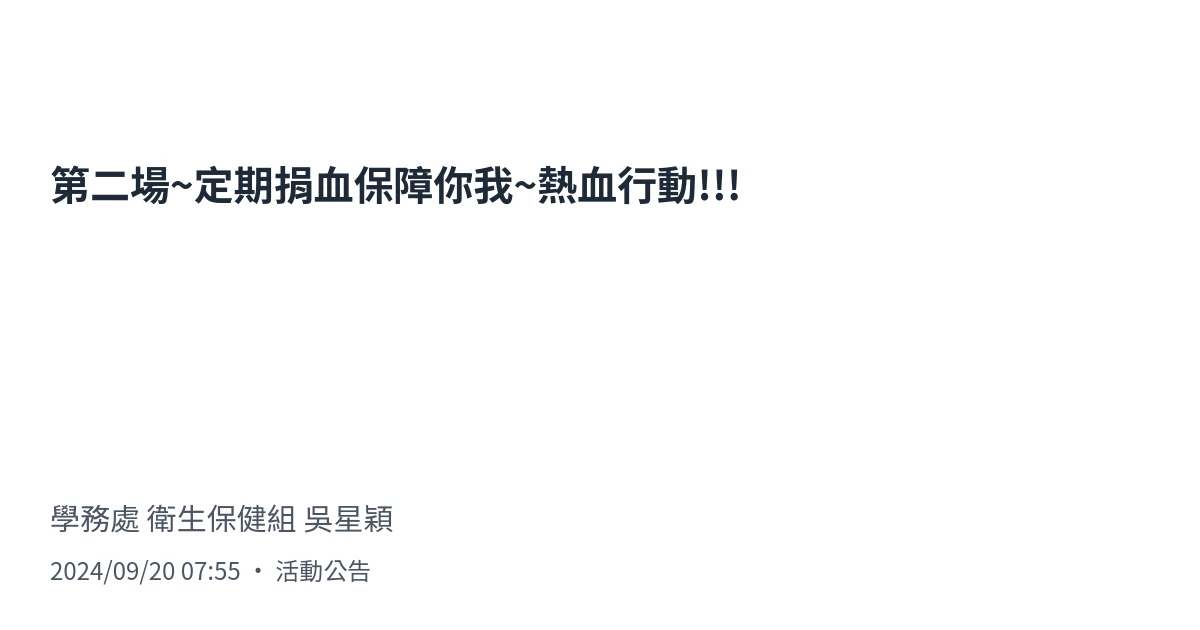 第二場~定期捐血保障你我~熱血行動!!!
學務處 衛生保健組 吳星穎
2024/09/20 07:55 • 活動公告